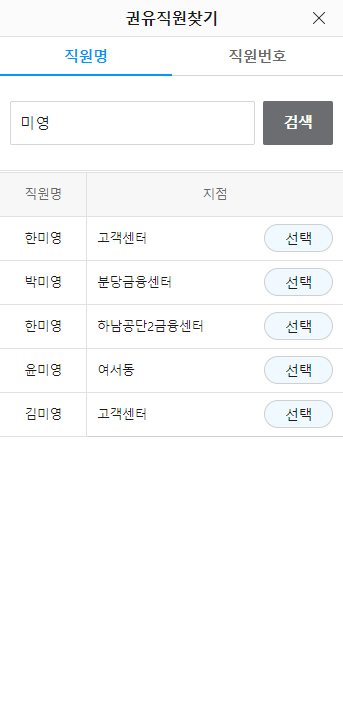 권유직원찾기
직원명 직원번호
미영 검색
직원명 지점
한미영 고객센터 선택
박미영 분당금융센터 선택
한미영 하남공단2금융센터 선택
윤미영 여서동 선택
김미영 고객센터 선택